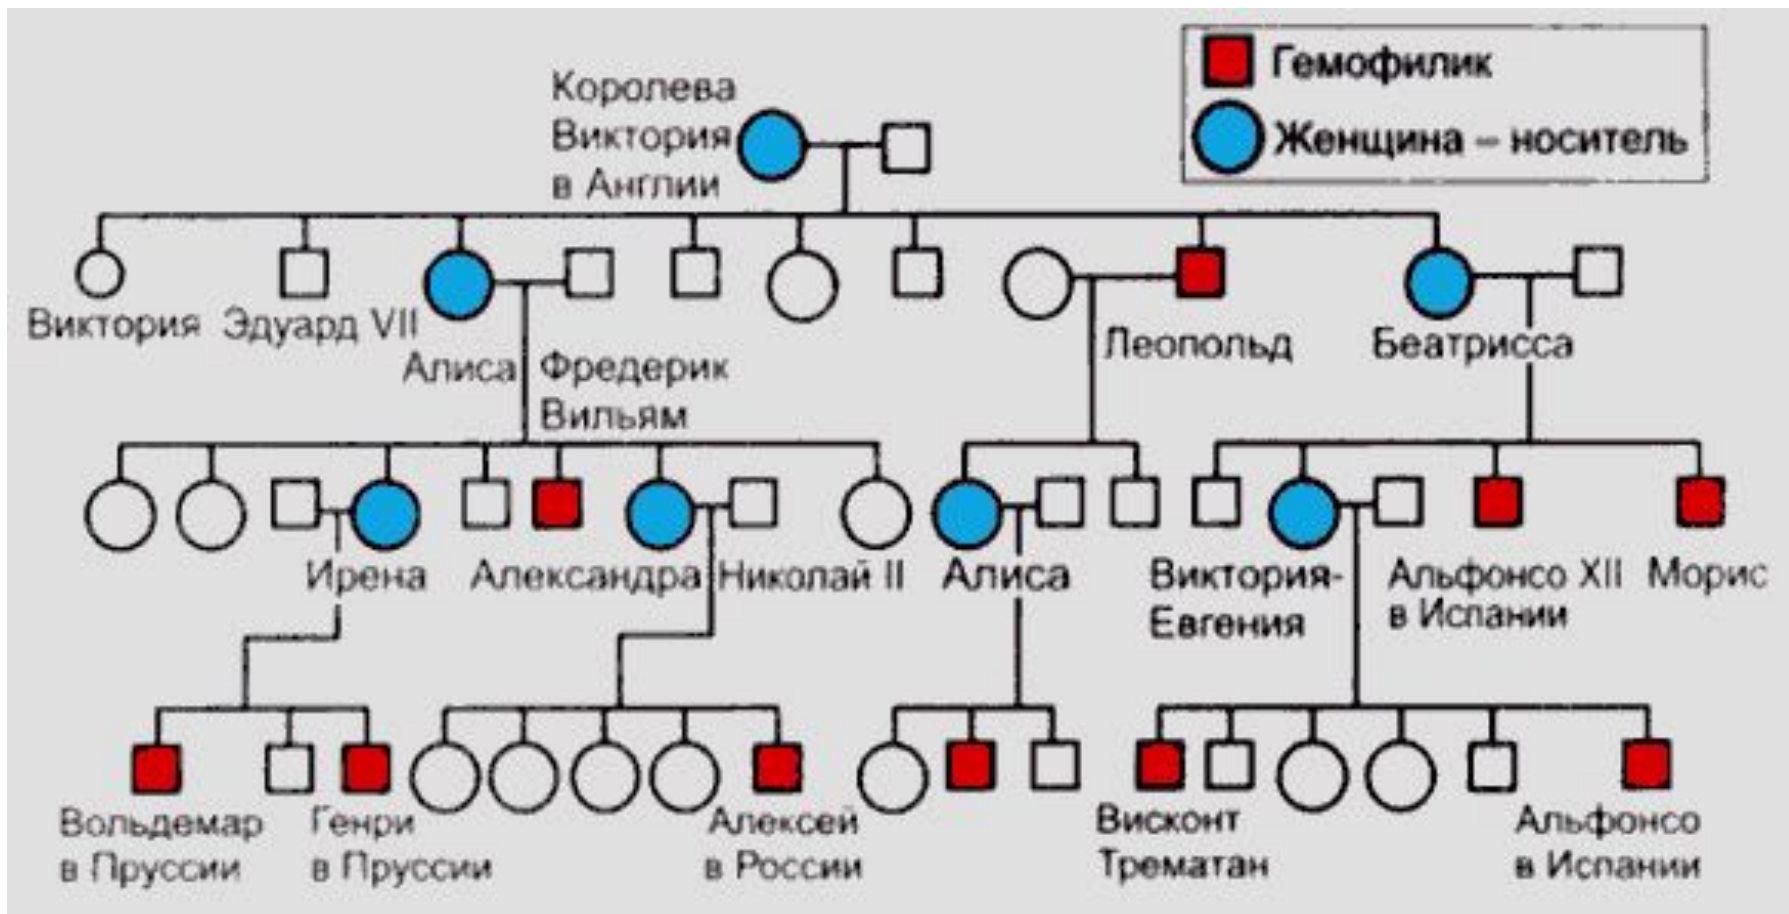 Гемофилик
Женщина – носитель
Королева
Виктория
в Англии
Виктория
Эдуард VII
Алиса
Фредерик
Вильям
Леопольд
Беатрисса
Ирена
Александра
Николай II
Алиса
Виктория-
Евгения
Альфонсо XII
в Испании
Морис
Вольдемар
в Пруссии
Генри
в Пруссии
Алексей
в России
Висконт
Трематан
Альфонсо
в Испании